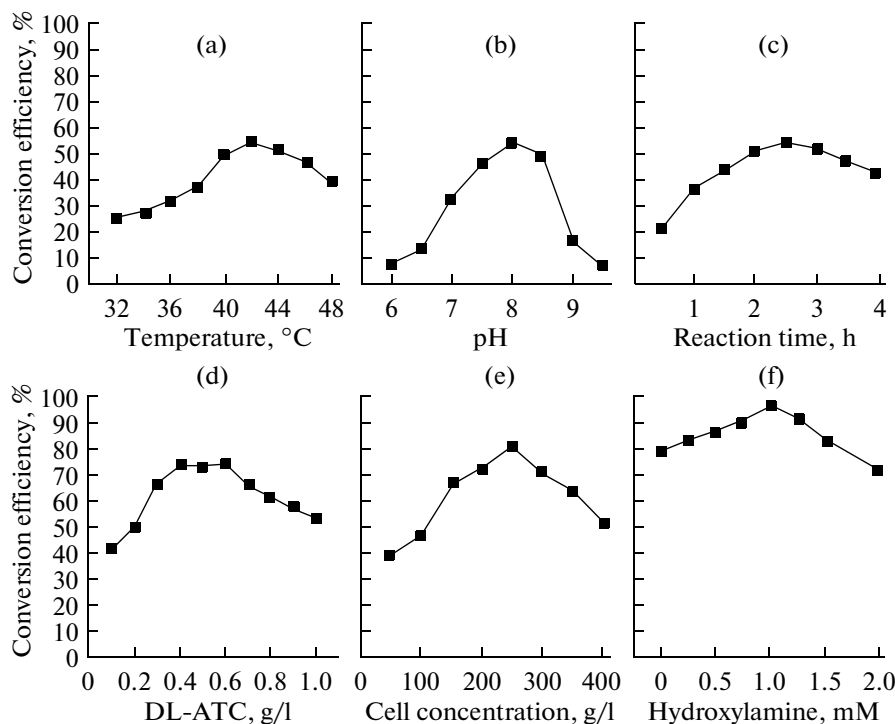 (a) (b) (c)
Conversion efficiency, %
100
90
80
70
60
50
40
30
20
10
0
32 36 40 44 48 6 7 8 9 1 2 3 4
Temperature, °C pH Reaction time, h
(d) (e) (f)
Conversion efficiency, %
100
90
80
70
60
50
40
30
20
10
0
0 0.2 0.4 0.6 0.8 1.0 0 100 200 300 400 0 0.5 1.0 1.5 2.0
DL-ATC, g/l Cell concentration, g/l Hydroxylamine, mM